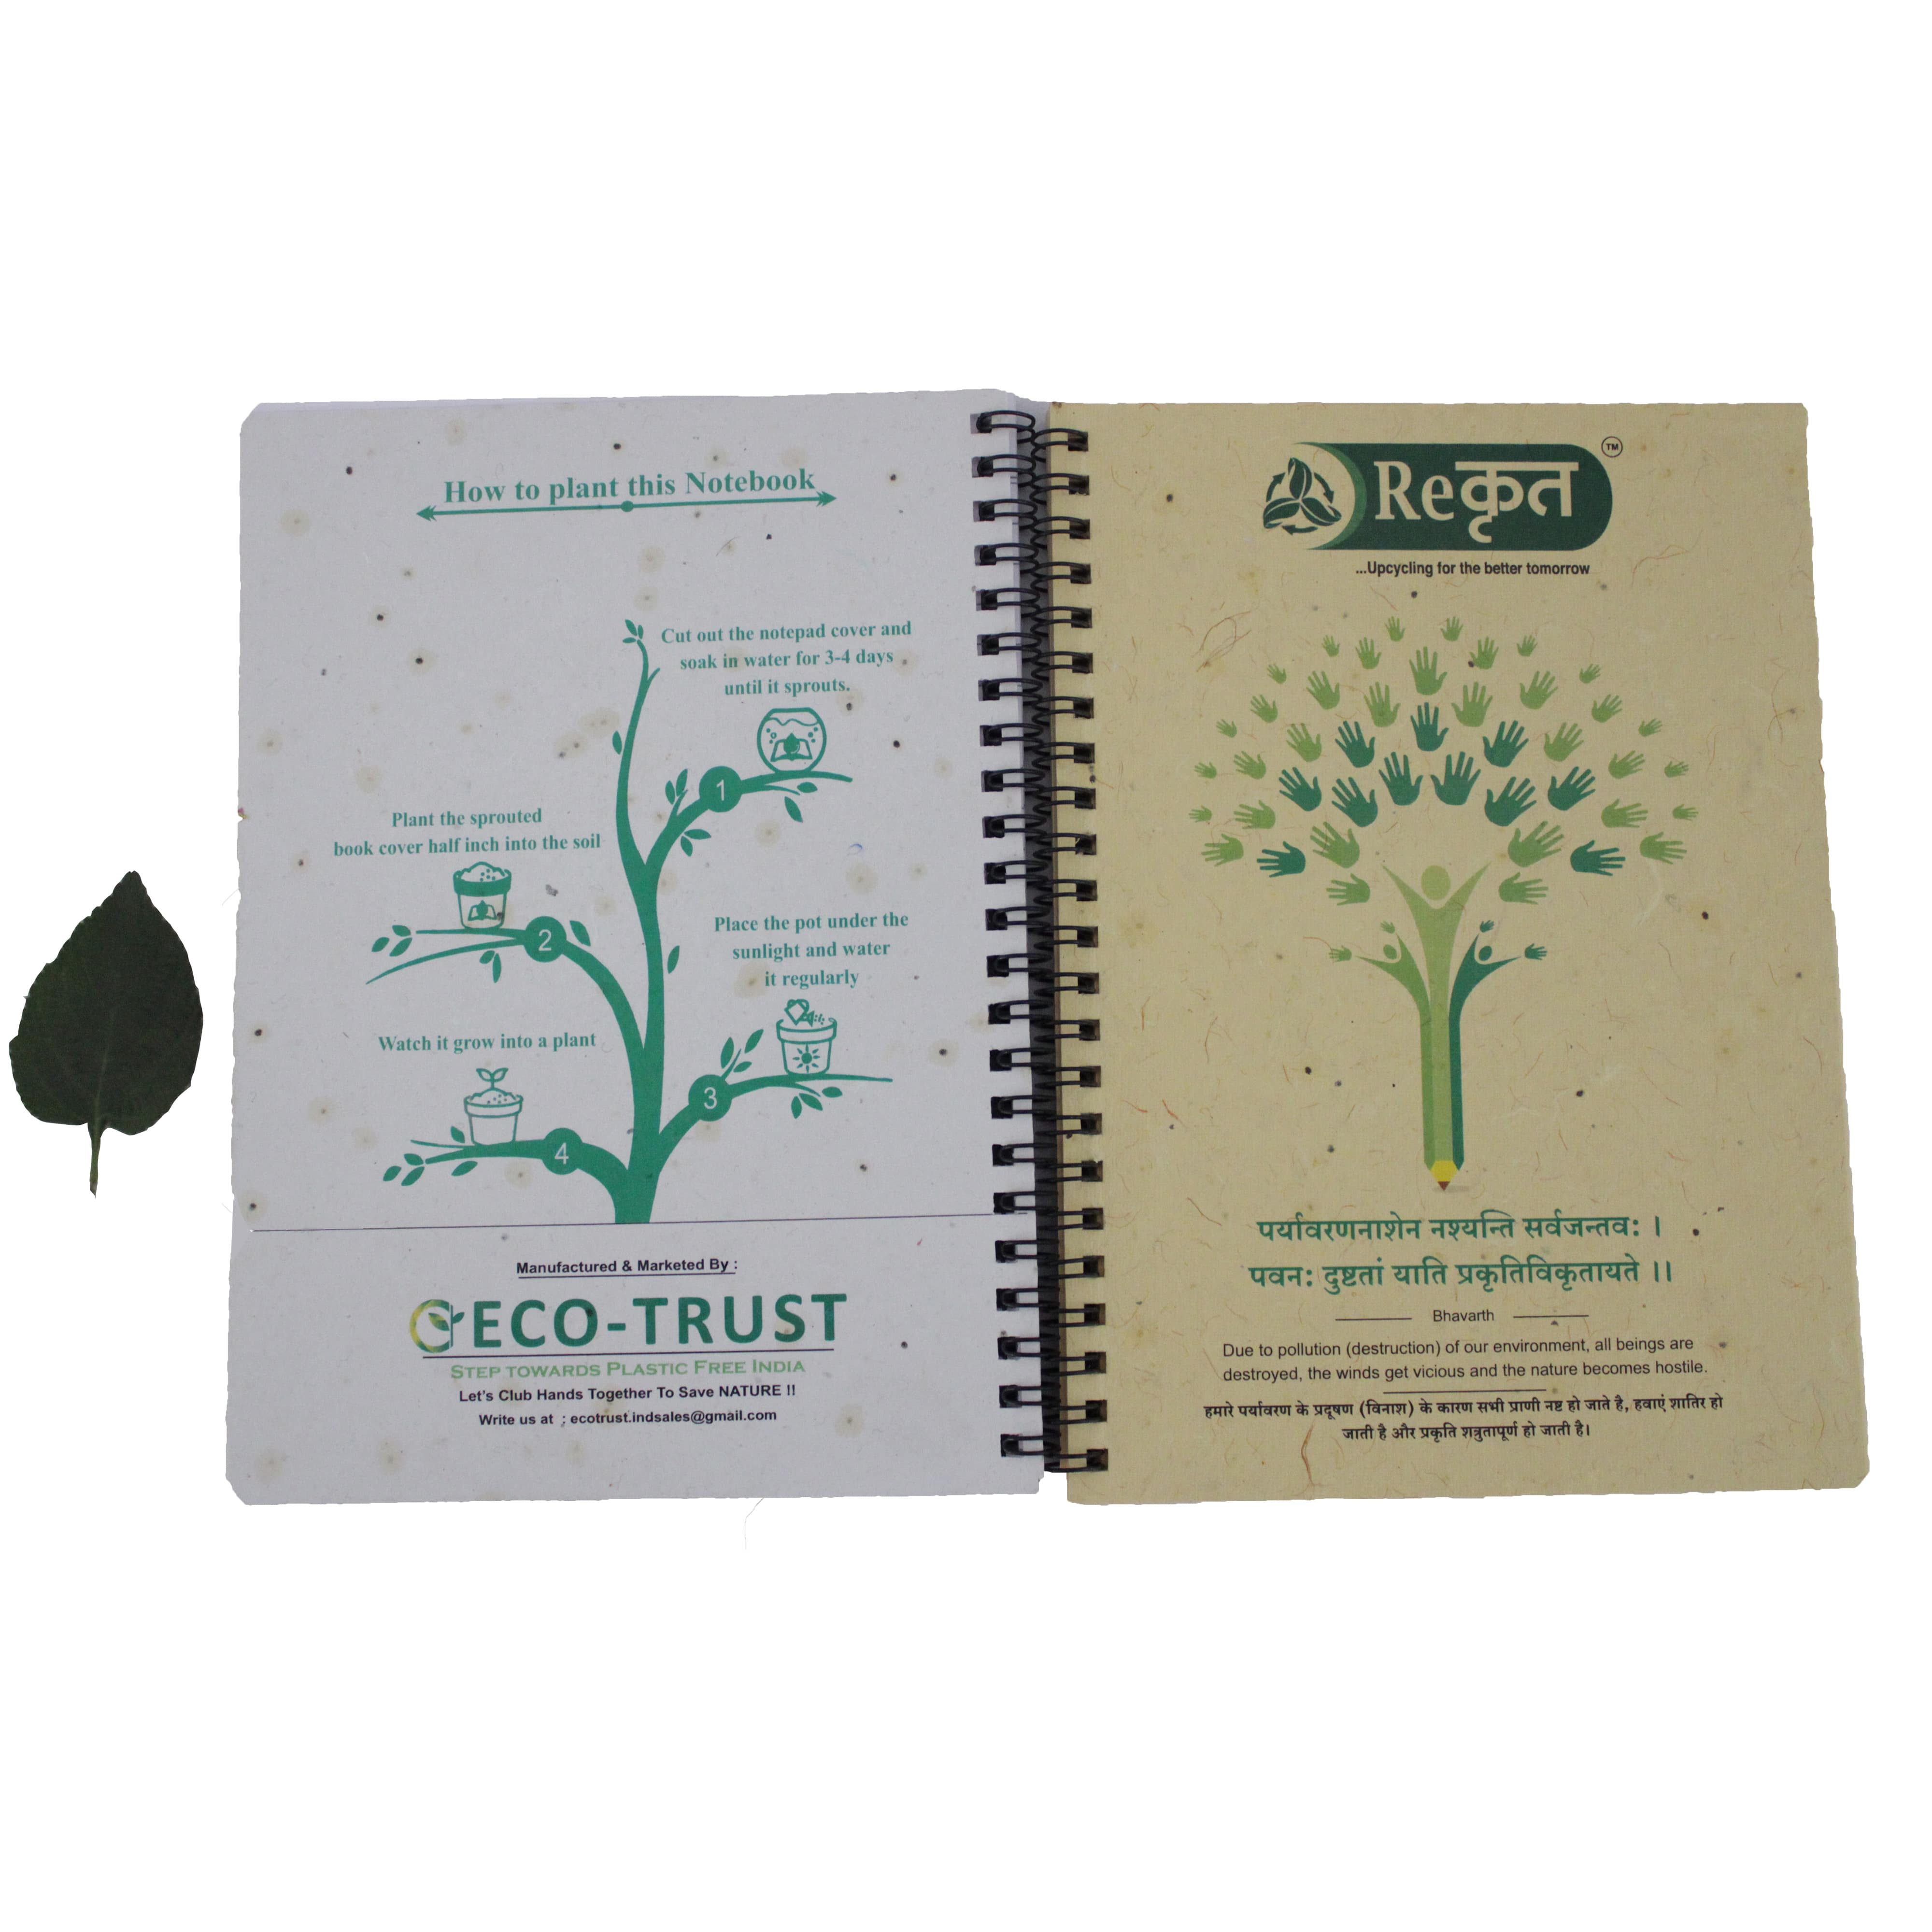 How to plant this Notebook
Cut out the notepad cover and
soak in water for 3-4 days
until it sprouts.
1
Plant the sprouted
book cover half inch into the soil
2
Place the pot under the
sunlight and water
it regularly
3
Watch it grow into a plant
4
Manufactured & Marketed By :
ECO-TRUST
STEP TOWARDS PLASTIC FREE INDIA
Let's Club Hands Together To Save NATURE !!
Write us at : ecotrust.indsales@gmail.com
Reकृत TM
...Upcycling for the better tomorrow
पर्यावरणनाशेन नश्यन्ति सर्वजन्तवः ।
पवनः दुष्टतां याति प्रकृतिविकृतायते ।।
Bhavarth
Due to pollution (destruction) of our environment, all beings are
destroyed, the winds get vicious and the nature becomes hostile.
हमारे पर्यावरण के प्रदूषण (विनाश) के कारण सभी प्राणी नष्ट हो जाते है, हवाएं शातिर हो
जाती है और प्रकृति शत्रुतापूर्ण हो जाती है।